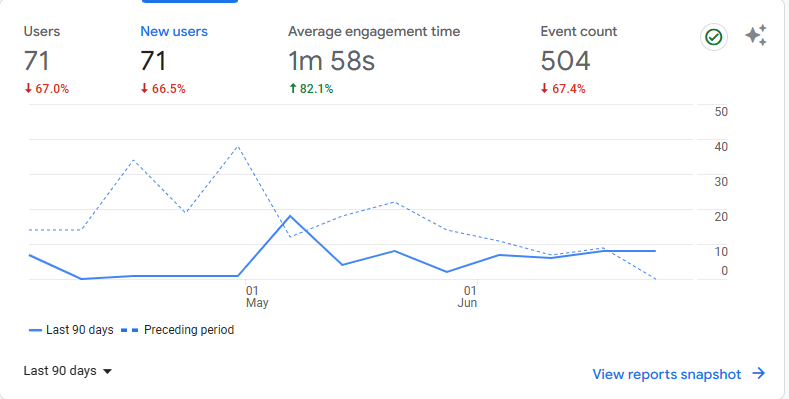 Users
71
67.0%
New users
71
66.5%
Average engagement time
1m 58s
82.1%
Event count
504
67.4%
50
40
30
20
10
0
01
May
01
Jun
Last 90 days
Preceding period
Last 90 days
View reports snapshot